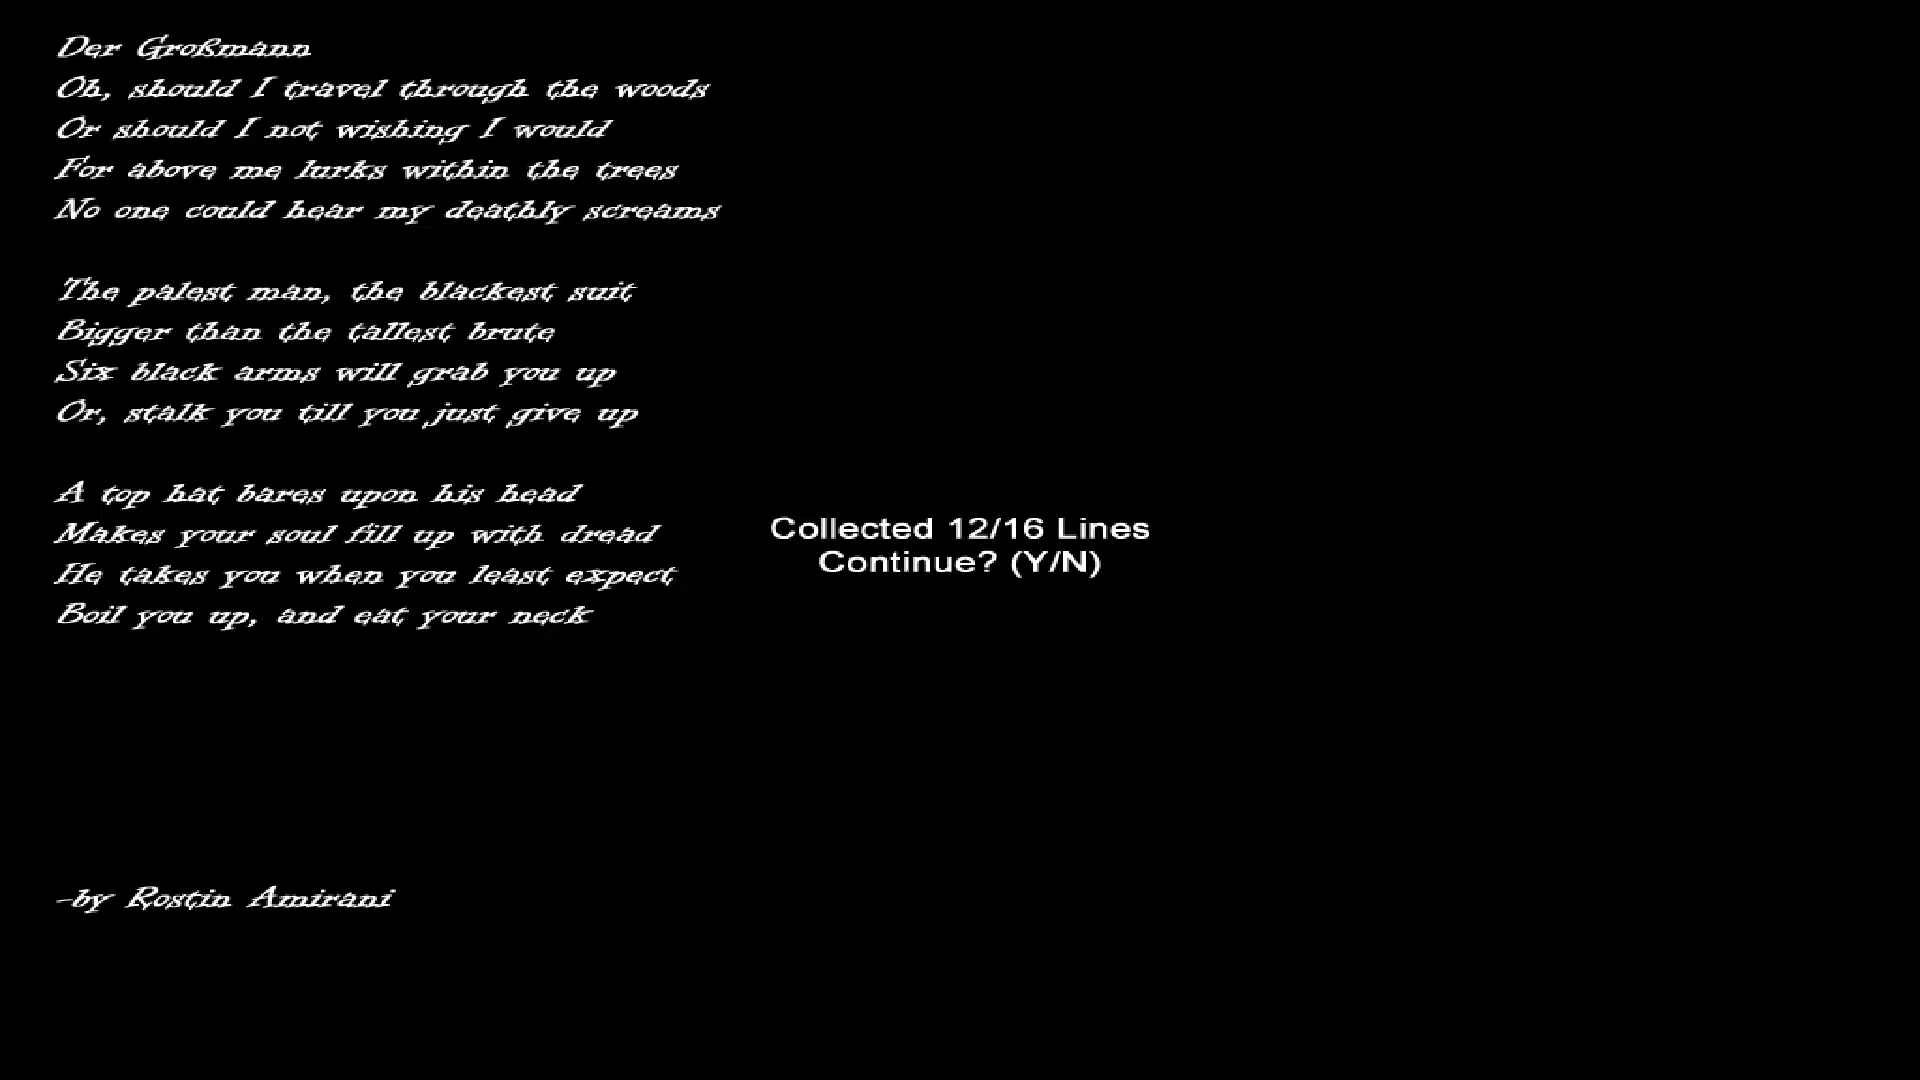 Der Großmann
Oh, should I travel through the woods
Or should I not wishing I would
For above me lurks within the trees
No one could hear my deathly screams
The palest man, the blackest suit
Bigger than the tallest brute
Six black arms will grab you up
Or, stalk you till you just give up
A top hat bares upon his head
Makes your soul fill up with dread
He takes you when you least expect
Boil you up, and eat your neck
-by Rostin Amirani
Collected 12/16 Lines
Continue? (Y/N)